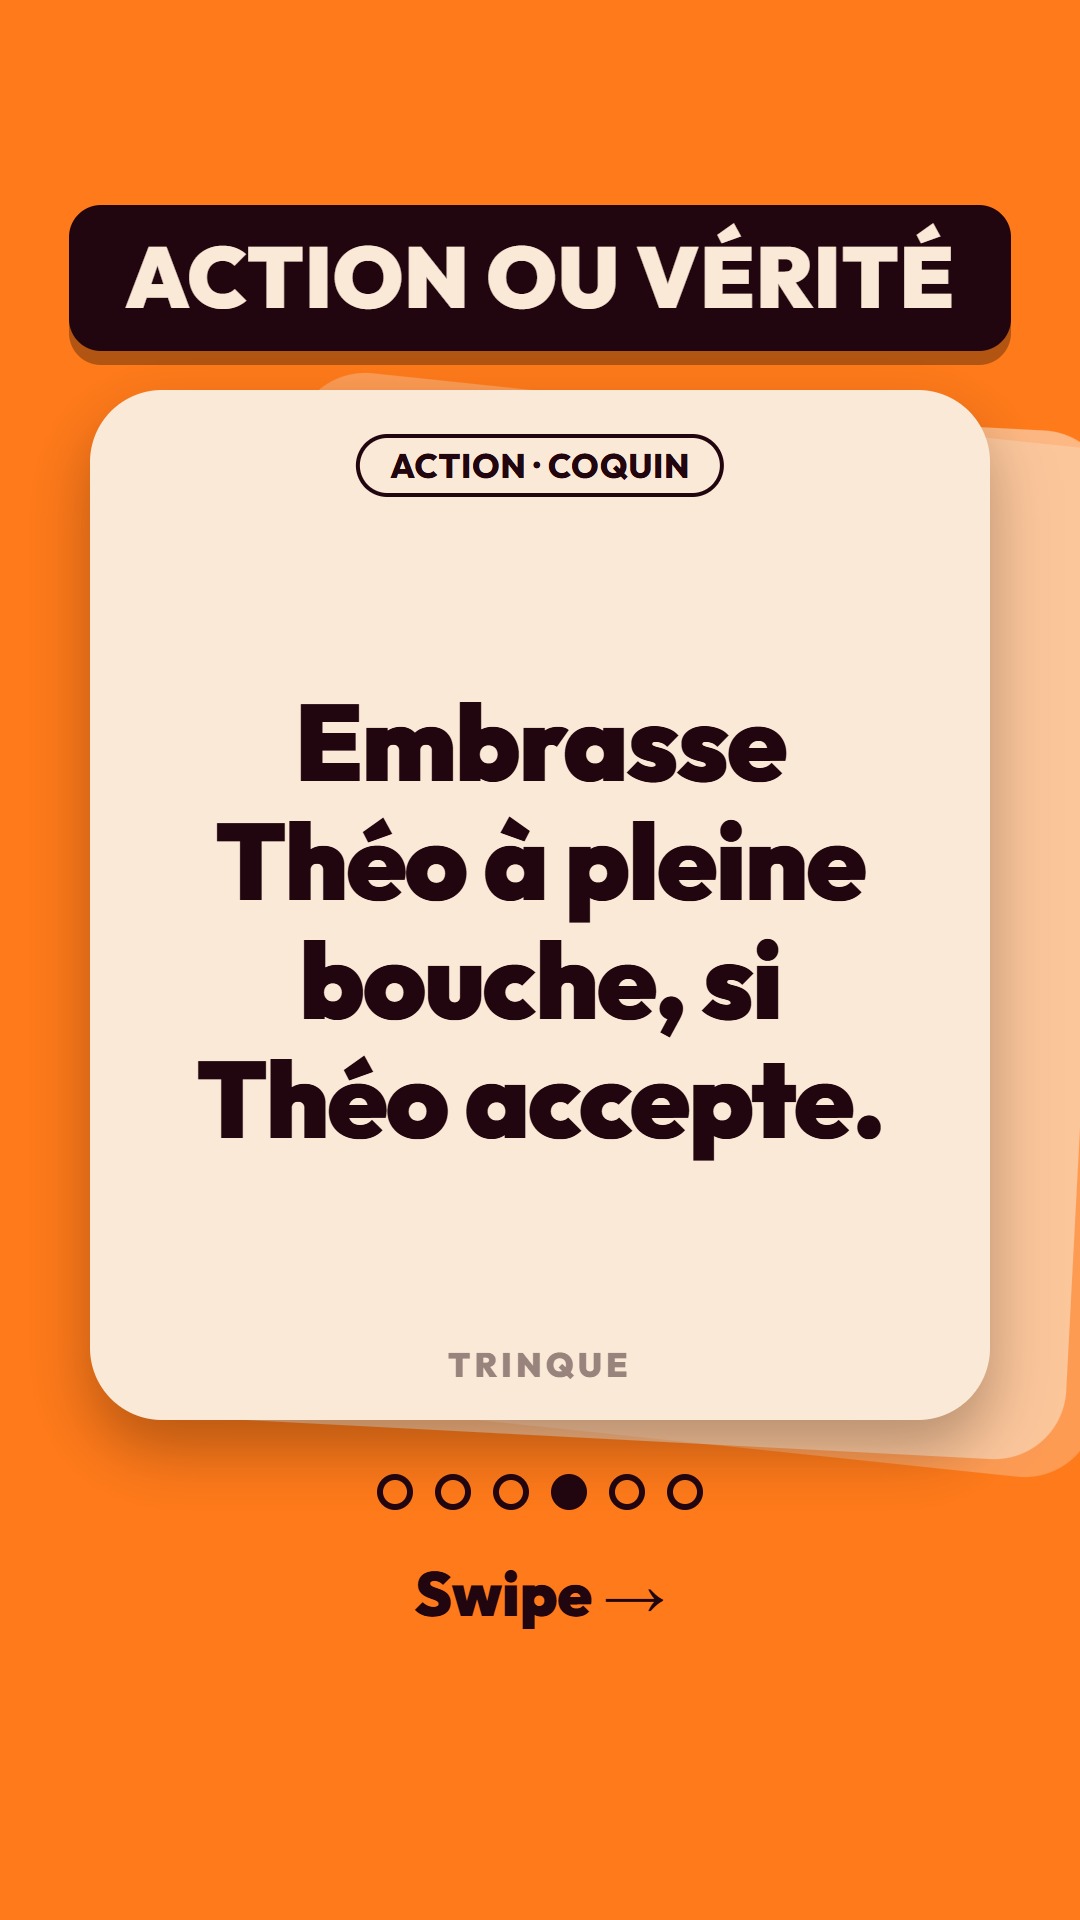 ACTION OU VÉRITÉ
ACTION · COQUIN
Embrasse
Théo à pleine
bouche, si
Théo accepte.
TRINQUE
Swipe →